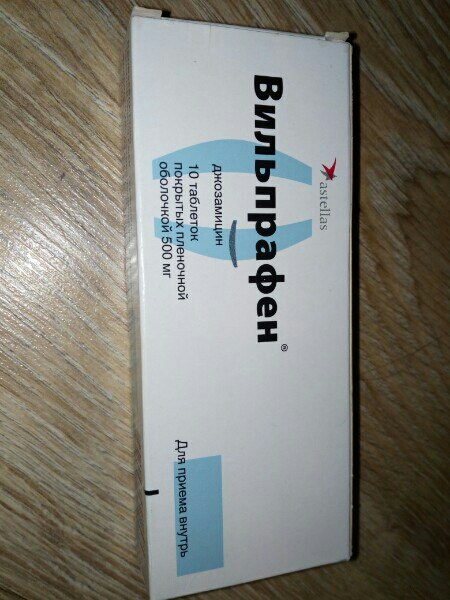 astellas
Вильпрафен®
джозамицин
10 таблеток
покрытых пленочной
оболочкой 500 мг
Для приема внутрь